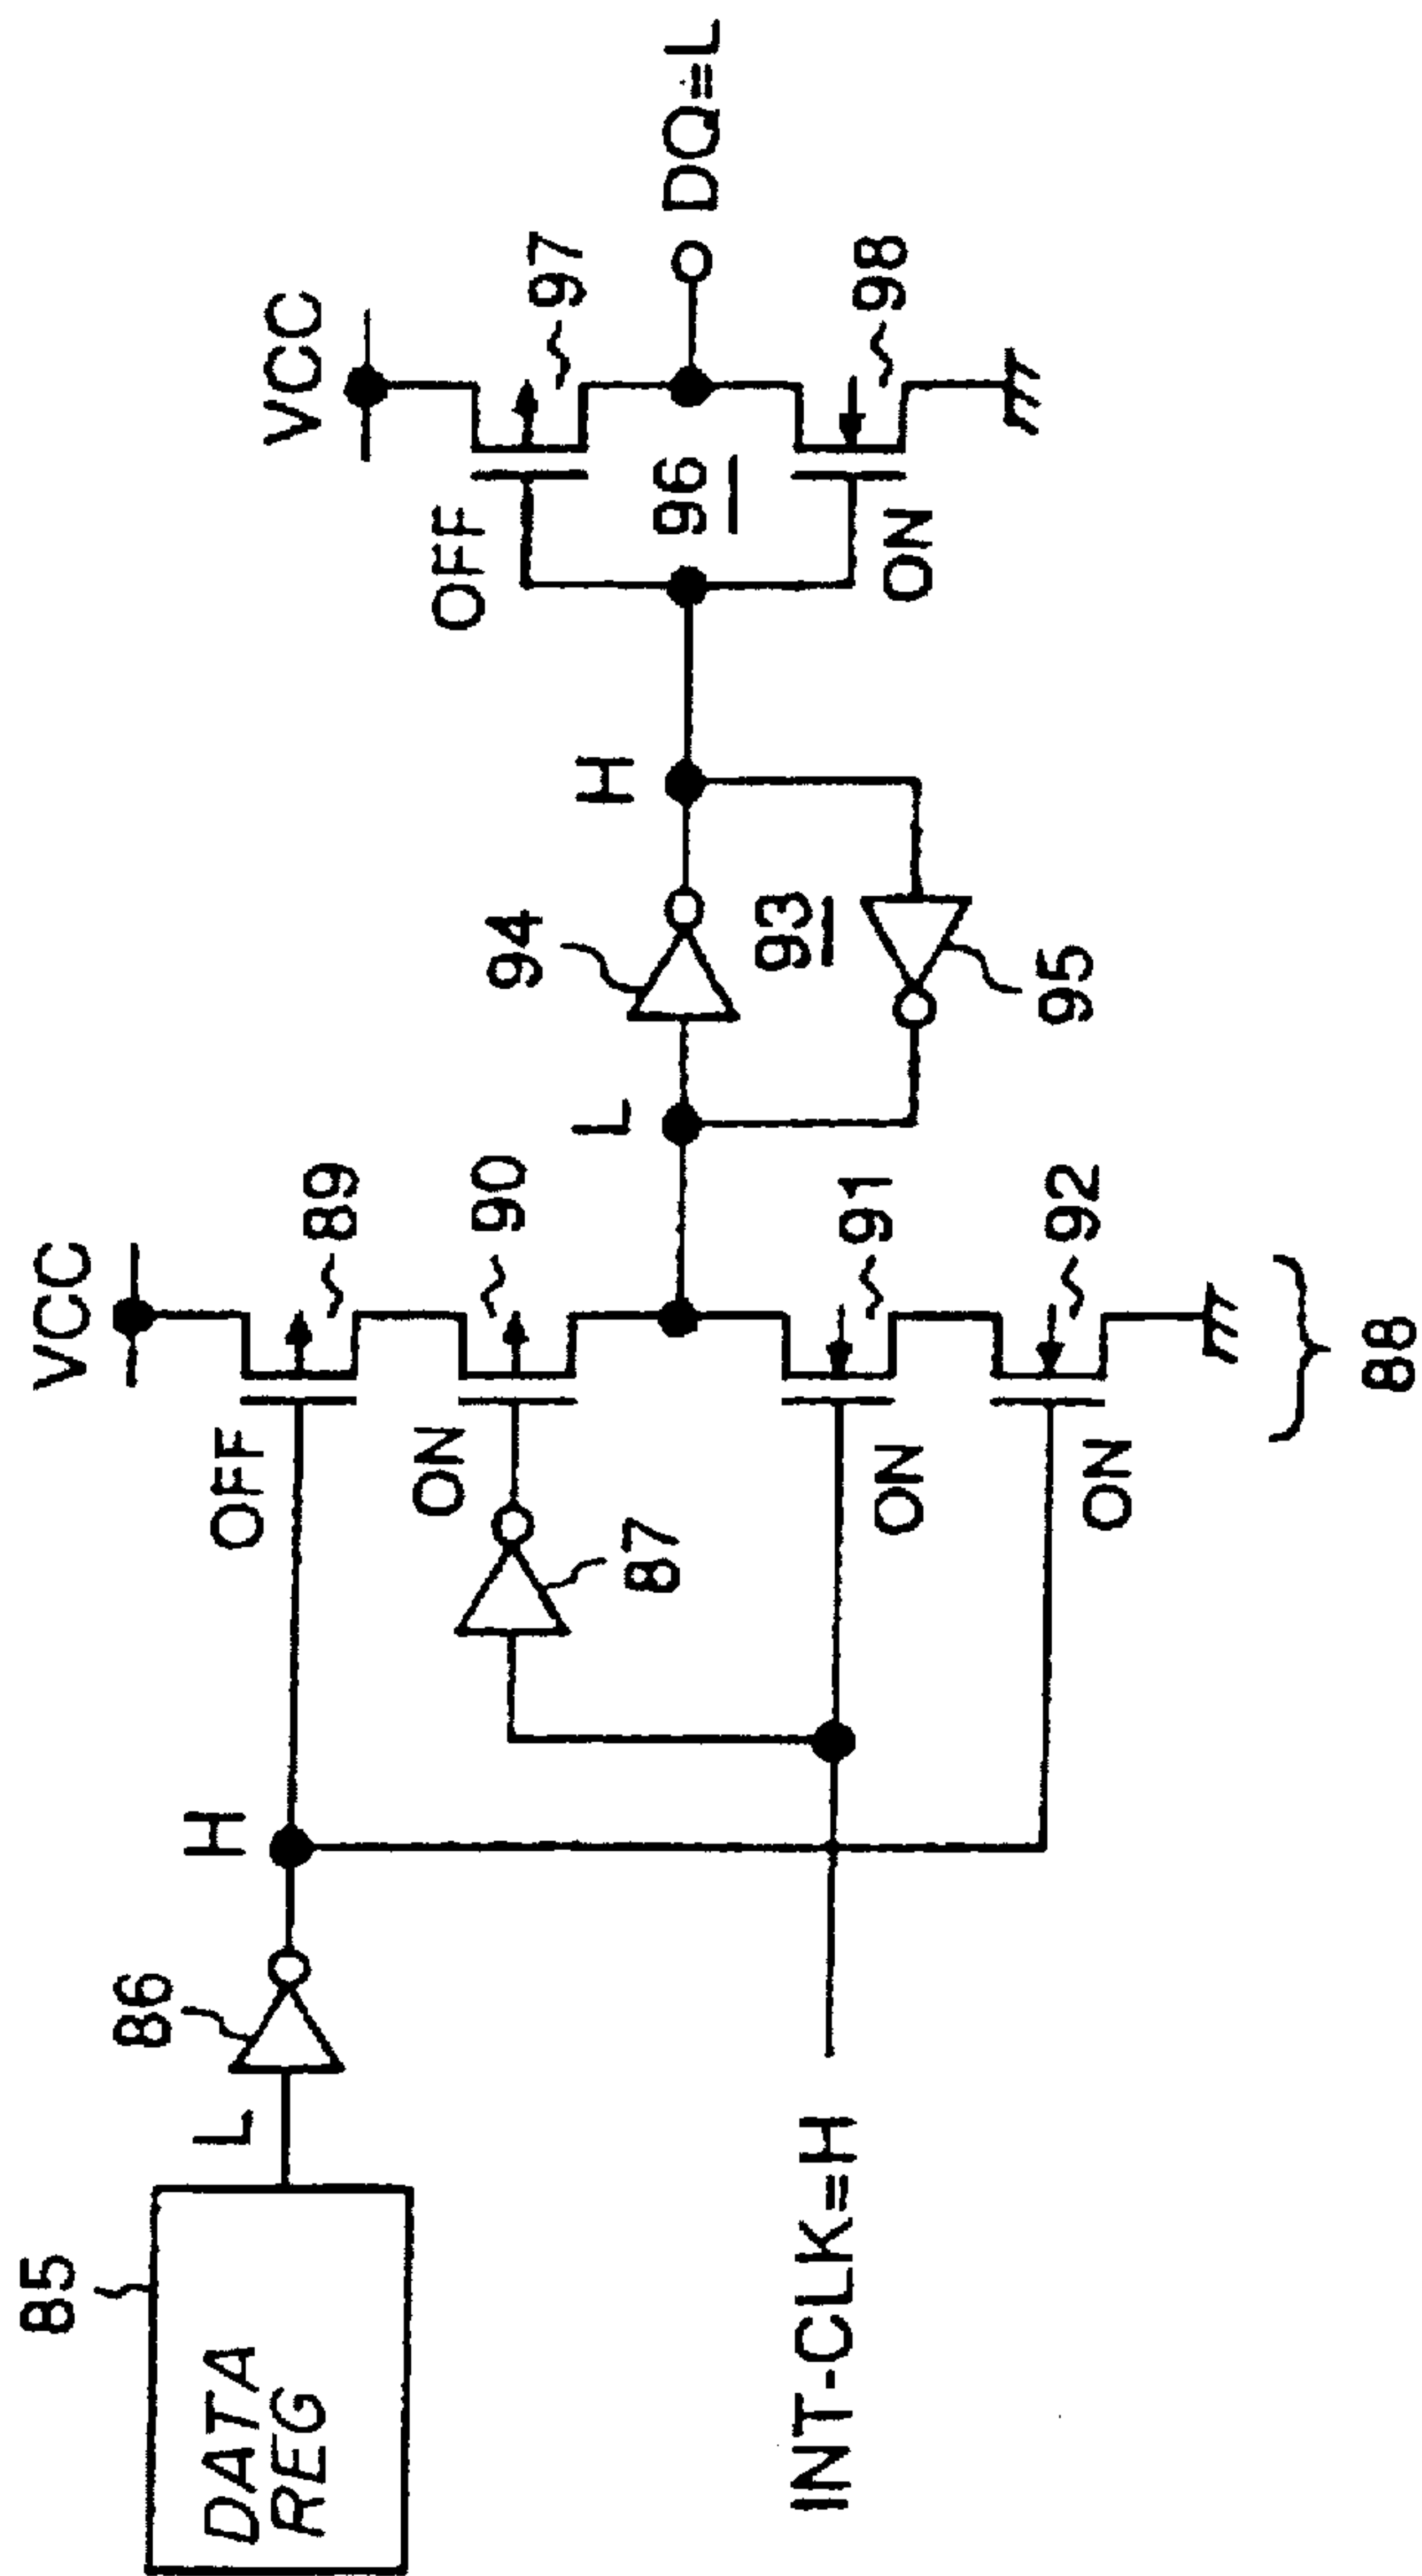 85
DATA
REG
L
86
H
INT-CLK=H
87
VCC
OFF
89
ON
90
ON
91
ON
92
88
L
94
93
95
H
VCC
OFF
97
96
ON
98
DQ=L